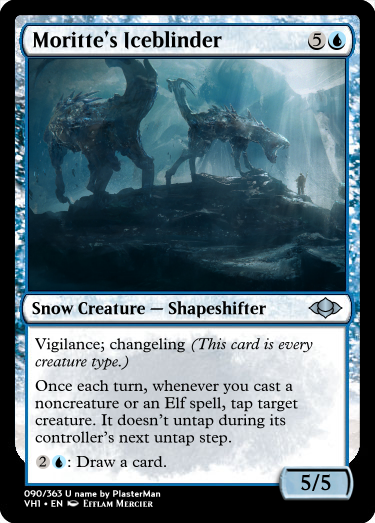 Moritte's Iceblinder 5
Snow Creature — Shapeshifter
Vigilance; changeling (This card is every
creature type.)
Once each turn, whenever you cast a
noncreature or an Elf spell, tap target
creature. It doesn't untap during its
controller's next untap step.
2 : Draw a card.
5/5
090/363 U name by PlasterMan
VH1 • EN Efflam Mercier